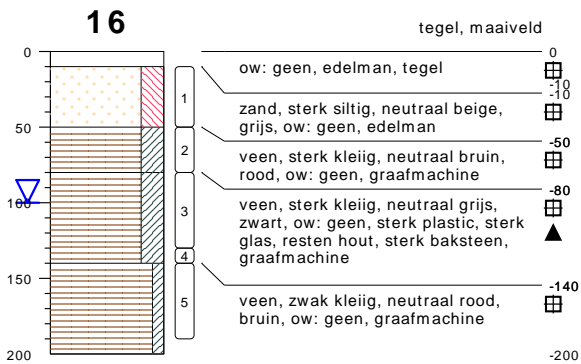 16
tegel, maaiveld
0
0
ow: geen, edelman, tegel
-10
-10
1
zand, sterk siltig, neutraal beige,
grijs, ow: geen, edelman
50
-50
2
veen, sterk kleiig, neutraal bruin,
rood, ow: geen, graafmachine
-80
100
3
veen, sterk kleiig, neutraal grijs,
zwart, ow: geen, sterk plastic, sterk
glas, resten hout, sterk baksteen,
graafmachine
4
-140
150
5
veen, zwak kleiig, neutraal rood,
bruin, ow: geen, graafmachine
200
-200